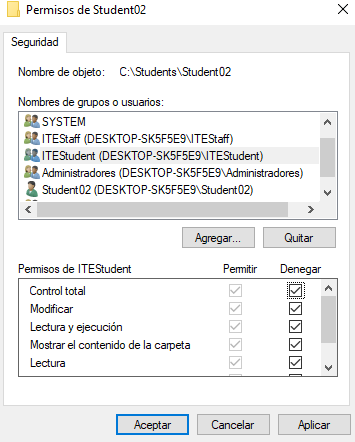 Permisos de Student02
Seguridad
Nombre de objeto: C:\Students\Student02
Nombres de grupos o usuarios:
SYSTEM
ITEStaff (DESKTOP-SK5F5E9\ITEStaff)
ITEStudent (DESKTOP-SK5F5E9\ITEStudent)
Administradores (DESKTOP-SK5F5E9\Administradores)
Student02 (DESKTOP-SK5F5E9\Student02)
Agregar... Quitar
Permisos de ITEStudent Permitir Denegar
Control total
Modificar
Lectura y ejecución
Mostrar el contenido de la carpeta
Lectura
Aceptar Cancelar Aplicar